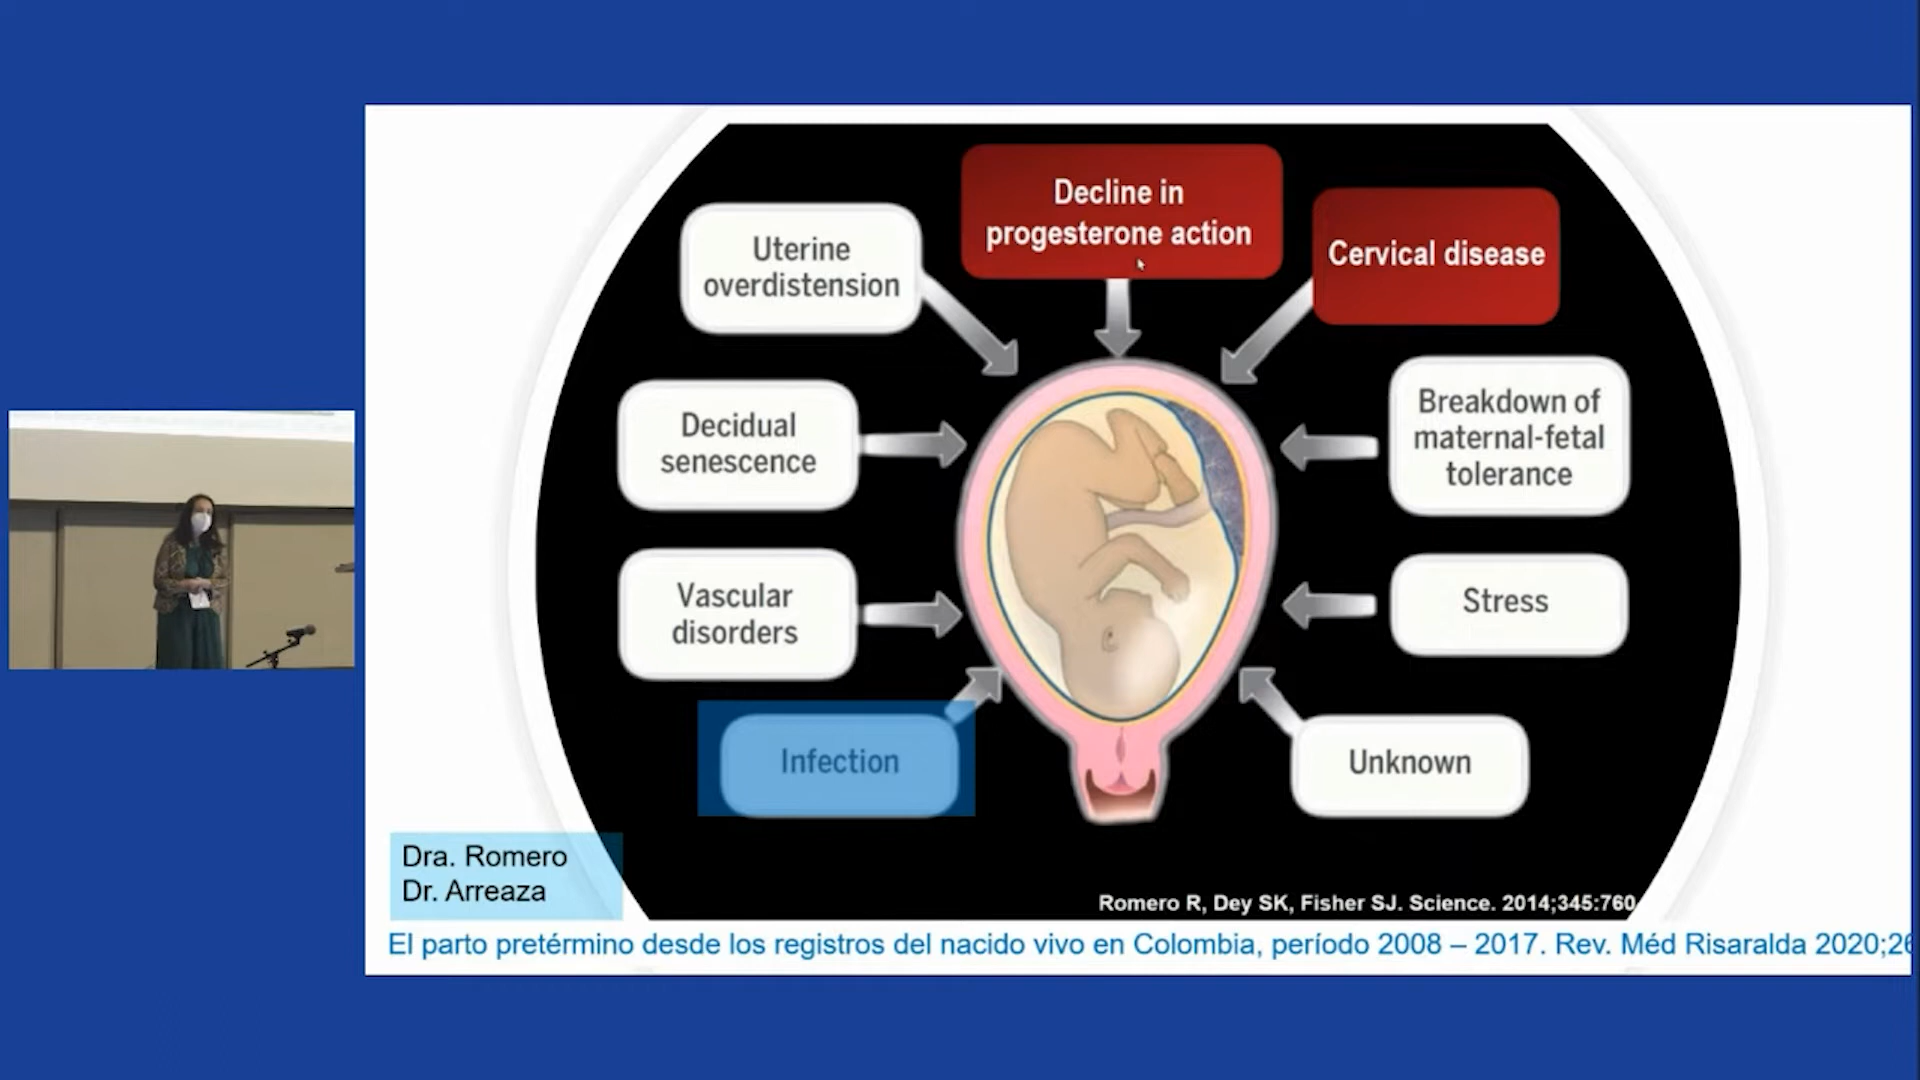 Decline in
progesterone action
Uterine
overdistension
Cervical disease
Decidual
senescence
Breakdown of
maternal-fetal
tolerance
Vascular
disorders
Stress
Infection
Unknown
Dra. Romero
Dr. Arreaza
Romero R, Dey SK, Fisher SJ. Science. 2014;345:760
El parto pretérmino desde los registros del nacido vivo en Colombia, período 2008 – 2017. Rev. Méd Risaralda 2020;26